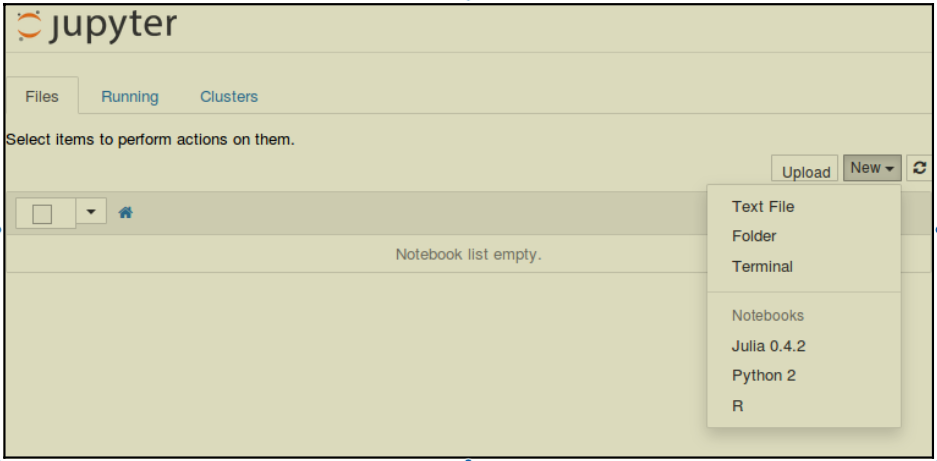 jupyter
Files Running Clusters
Select items to perform actions on them.
Upload New
Notebook list empty.
Text File
Folder
Terminal
Notebooks
Julia 0.4.2
Python 2
R